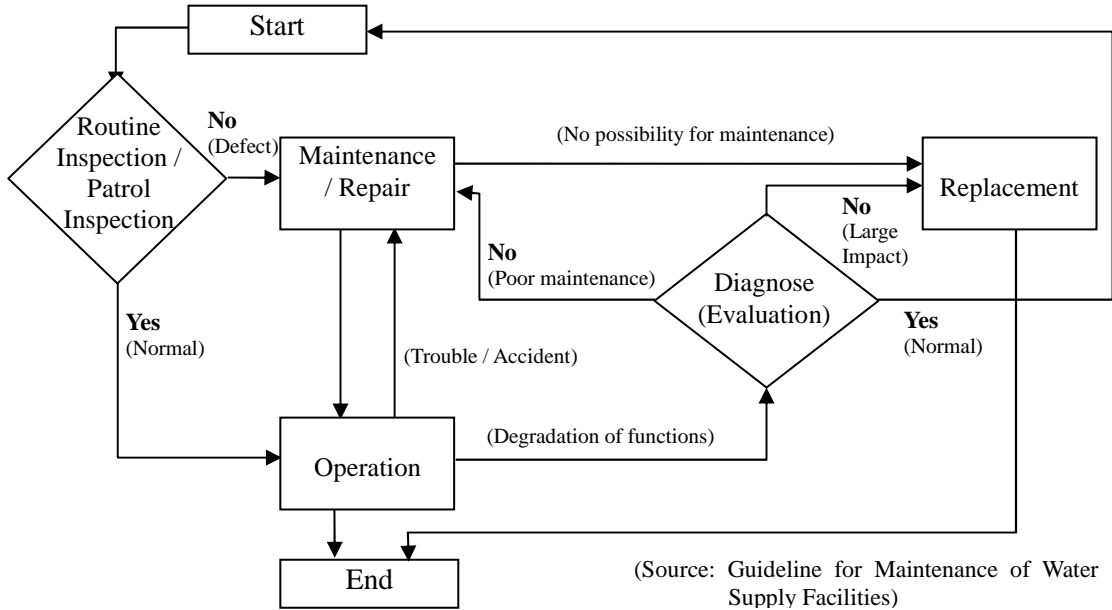 Start
Routine
Inspection /
Patrol
Inspection
No
(Defect)
Maintenance
/ Repair
(No possibility for maintenance)
Replacement
No
(Large
Impact)
No
(Poor maintenance)
Diagnose
(Evaluation)
Yes
(Normal)
Yes
(Normal)
(Trouble / Accident)
Operation
(Degradation of functions)
End
(Source: Guideline for Maintenance of Water
Supply Facilities)